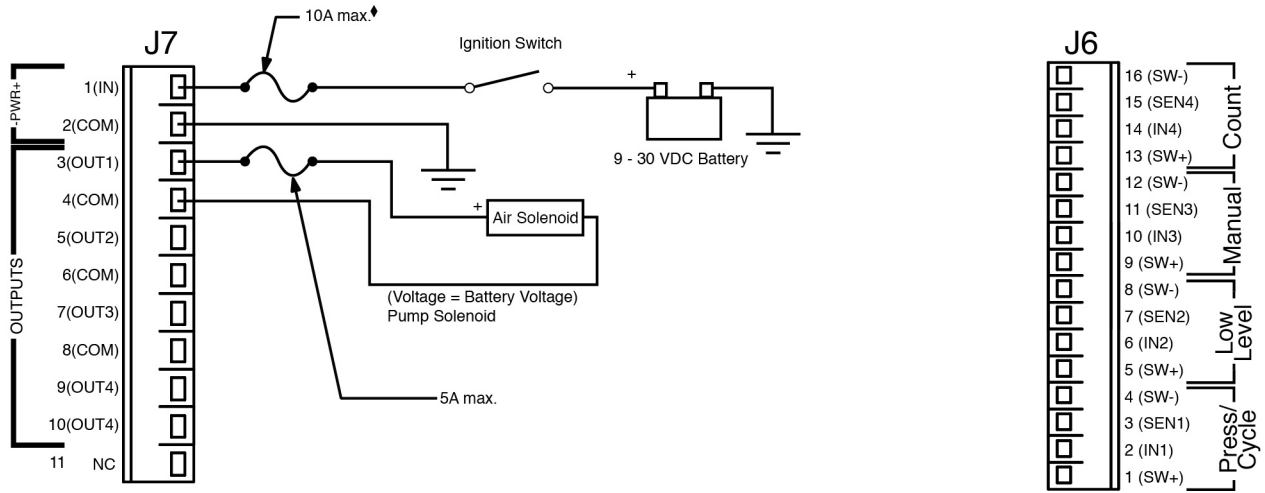 10A max.♦
J7
Ignition Switch
J6
-PWR+
1(IN)
+
2(COM)
9 - 30 VDC Battery
OUTPUTS
3(OUT1)
4(COM)
+
Air Solenoid
5(OUT2)
6(COM)
(Voltage = Battery Voltage)
Pump Solenoid
7(OUT3)
8(COM)
9(OUT4)
5A max.
10(OUT4)
11 NC
16 (SW-)
15 (SEN4)
14 (IN4)
13 (SW+)
Count
12 (SW-)
11 (SEN3)
10 (IN3)
9 (SW+)
Manual
8 (SW-)
7 (SEN2)
6 (IN2)
5 (SW+)
Low
Level
4 (SW-)
3 (SEN1)
2 (IN1)
1 (SW+)
Press/
Cycle